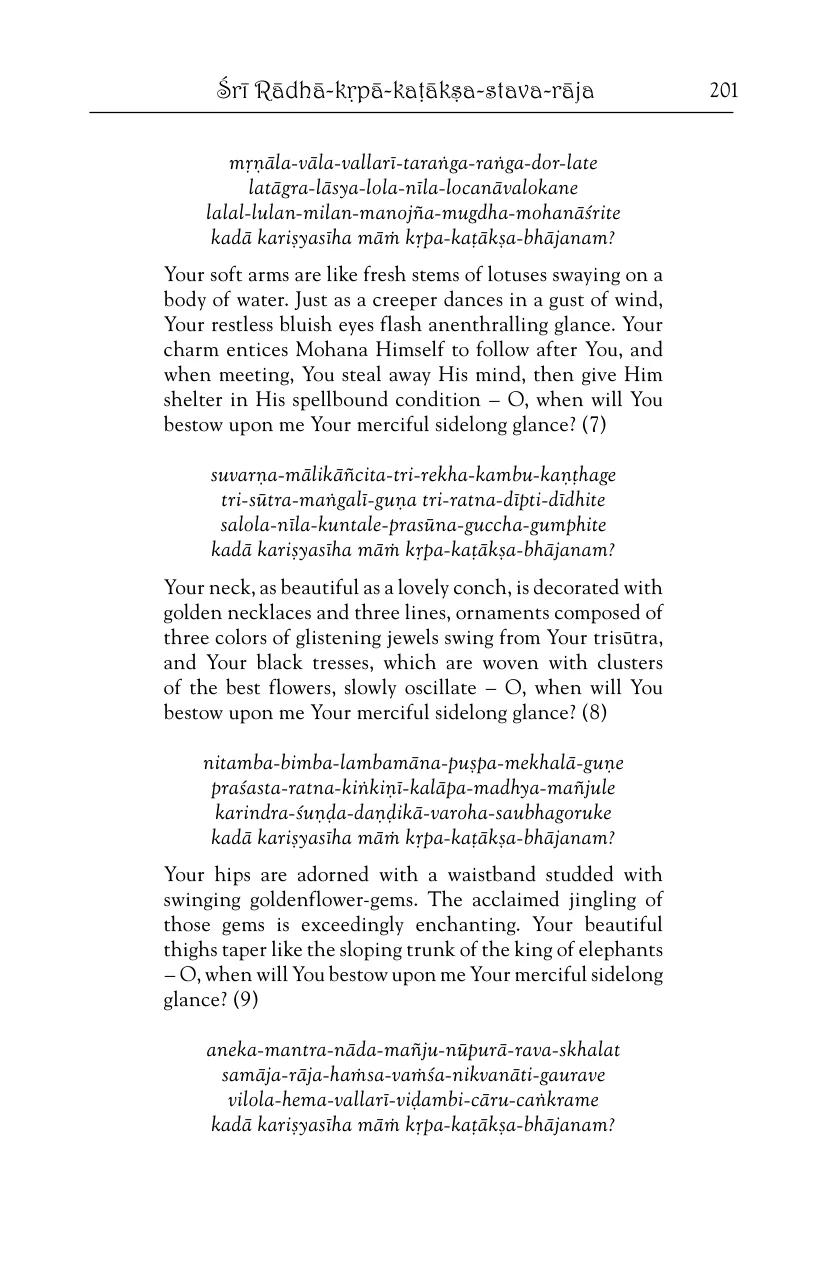 Śrī Rādhā-kṛpā-kaṭākṣa-stava-rāja 201
mṛṇāla-vāla-vallarī-taraṅga-raṅga-dor-late
latāgra-lāsya-lola-nīla-locanāvalokane
lalal-lulan-milan-manojña-mugdha-mohanāśrite
kadā kariṣyasīha māṁ kṛpa-kaṭākṣa-bhājanam?
Your soft arms are like fresh stems of lotuses swaying on a
body of water. Just as a creeper dances in a gust of wind,
Your restless bluish eyes flash anenthralling glance. Your
charm entices Mohana Himself to follow after You, and
when meeting, You steal away His mind, then give Him
shelter in His spellbound condition – O, when will You
bestow upon me Your merciful sidelong glance? (7)
suvarṇa-mālikāñcita-tri-rekha-kambu-kaṇṭhage
tri-sūtra-maṅgalī-guṇa tri-ratna-dīpti-dīdhite
salola-nīla-kuntale-prasūna-guccha-gumphite
kadā kariṣyasīha māṁ kṛpa-kaṭākṣa-bhājanam?
Your neck, as beautiful as a lovely conch, is decorated with
golden necklaces and three lines, ornaments composed of
three colors of glistening jewels swing from Your trisūtra,
and Your black tresses, which are woven with clusters
of the best flowers, slowly oscillate – O, when will You
bestow upon me Your merciful sidelong glance? (8)
nitamba-bimba-lambamāna-puṣpa-mekhalā-guṇe
praśasta-ratna-kiṅkiṇī-kalāpa-madhya-mañjule
karindra-śuṇḍa-daṇḍikā-varoha-saubhagoruke
kadā kariṣyasīha māṁ kṛpa-kaṭākṣa-bhājanam?
Your hips are adorned with a waistband studded with
swinging goldenflower-gems. The acclaimed jingling of
those gems is exceedingly enchanting. Your beautiful
thighs taper like the sloping trunk of the king of elephants
– O, when will You bestow upon me Your merciful sidelong
glance? (9)
aneka-mantra-nāda-mañju-nūpurā-rava-skhalat
samāja-rāja-haṁsa-vaṁśa-nikvanāti-gaurave
vilola-hema-vallarī-viḍambi-cāru-caṅkrame
kadā kariṣyasīha māṁ kṛpa-kaṭākṣa-bhājanam?